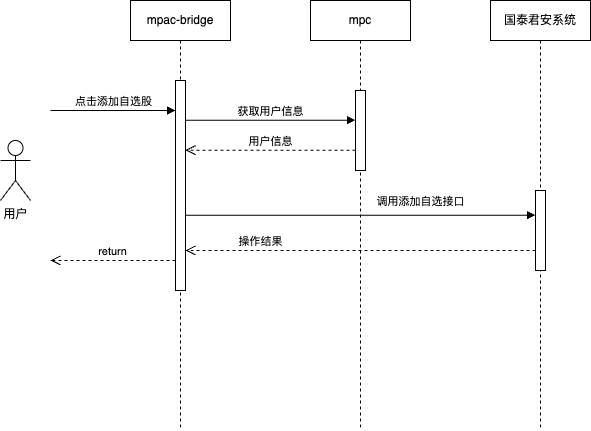 mpac-bridge
mpc
国泰君安系统
点击添加自选股
获取用户信息
用户信息
用户
调用添加自选接口
操作结果
return